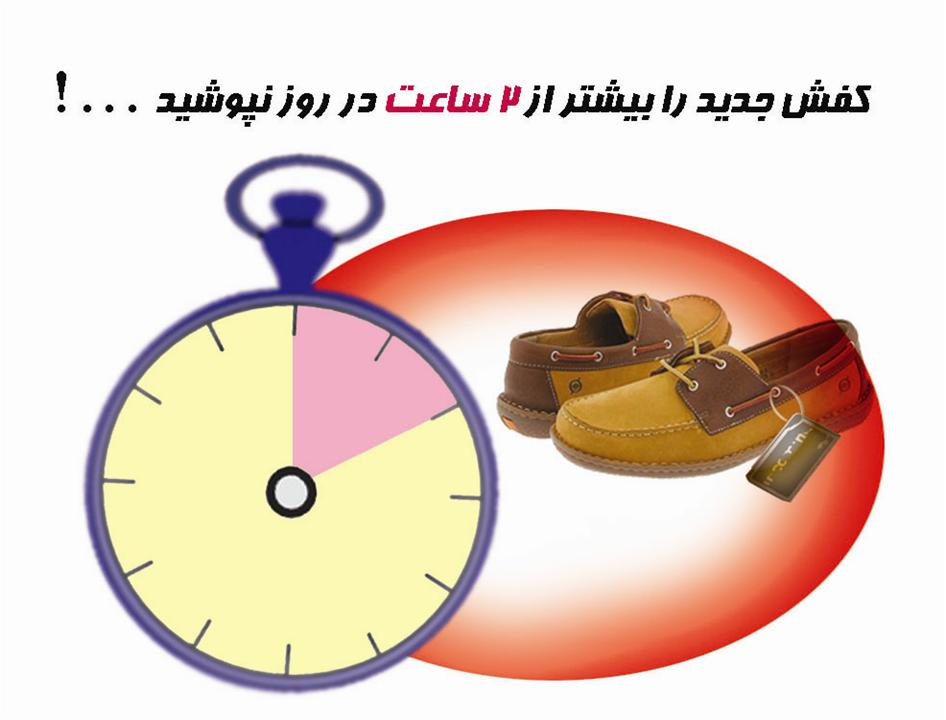 کفش جدید را بیشتر از ۲ ساعت در روز نپوشید ...!